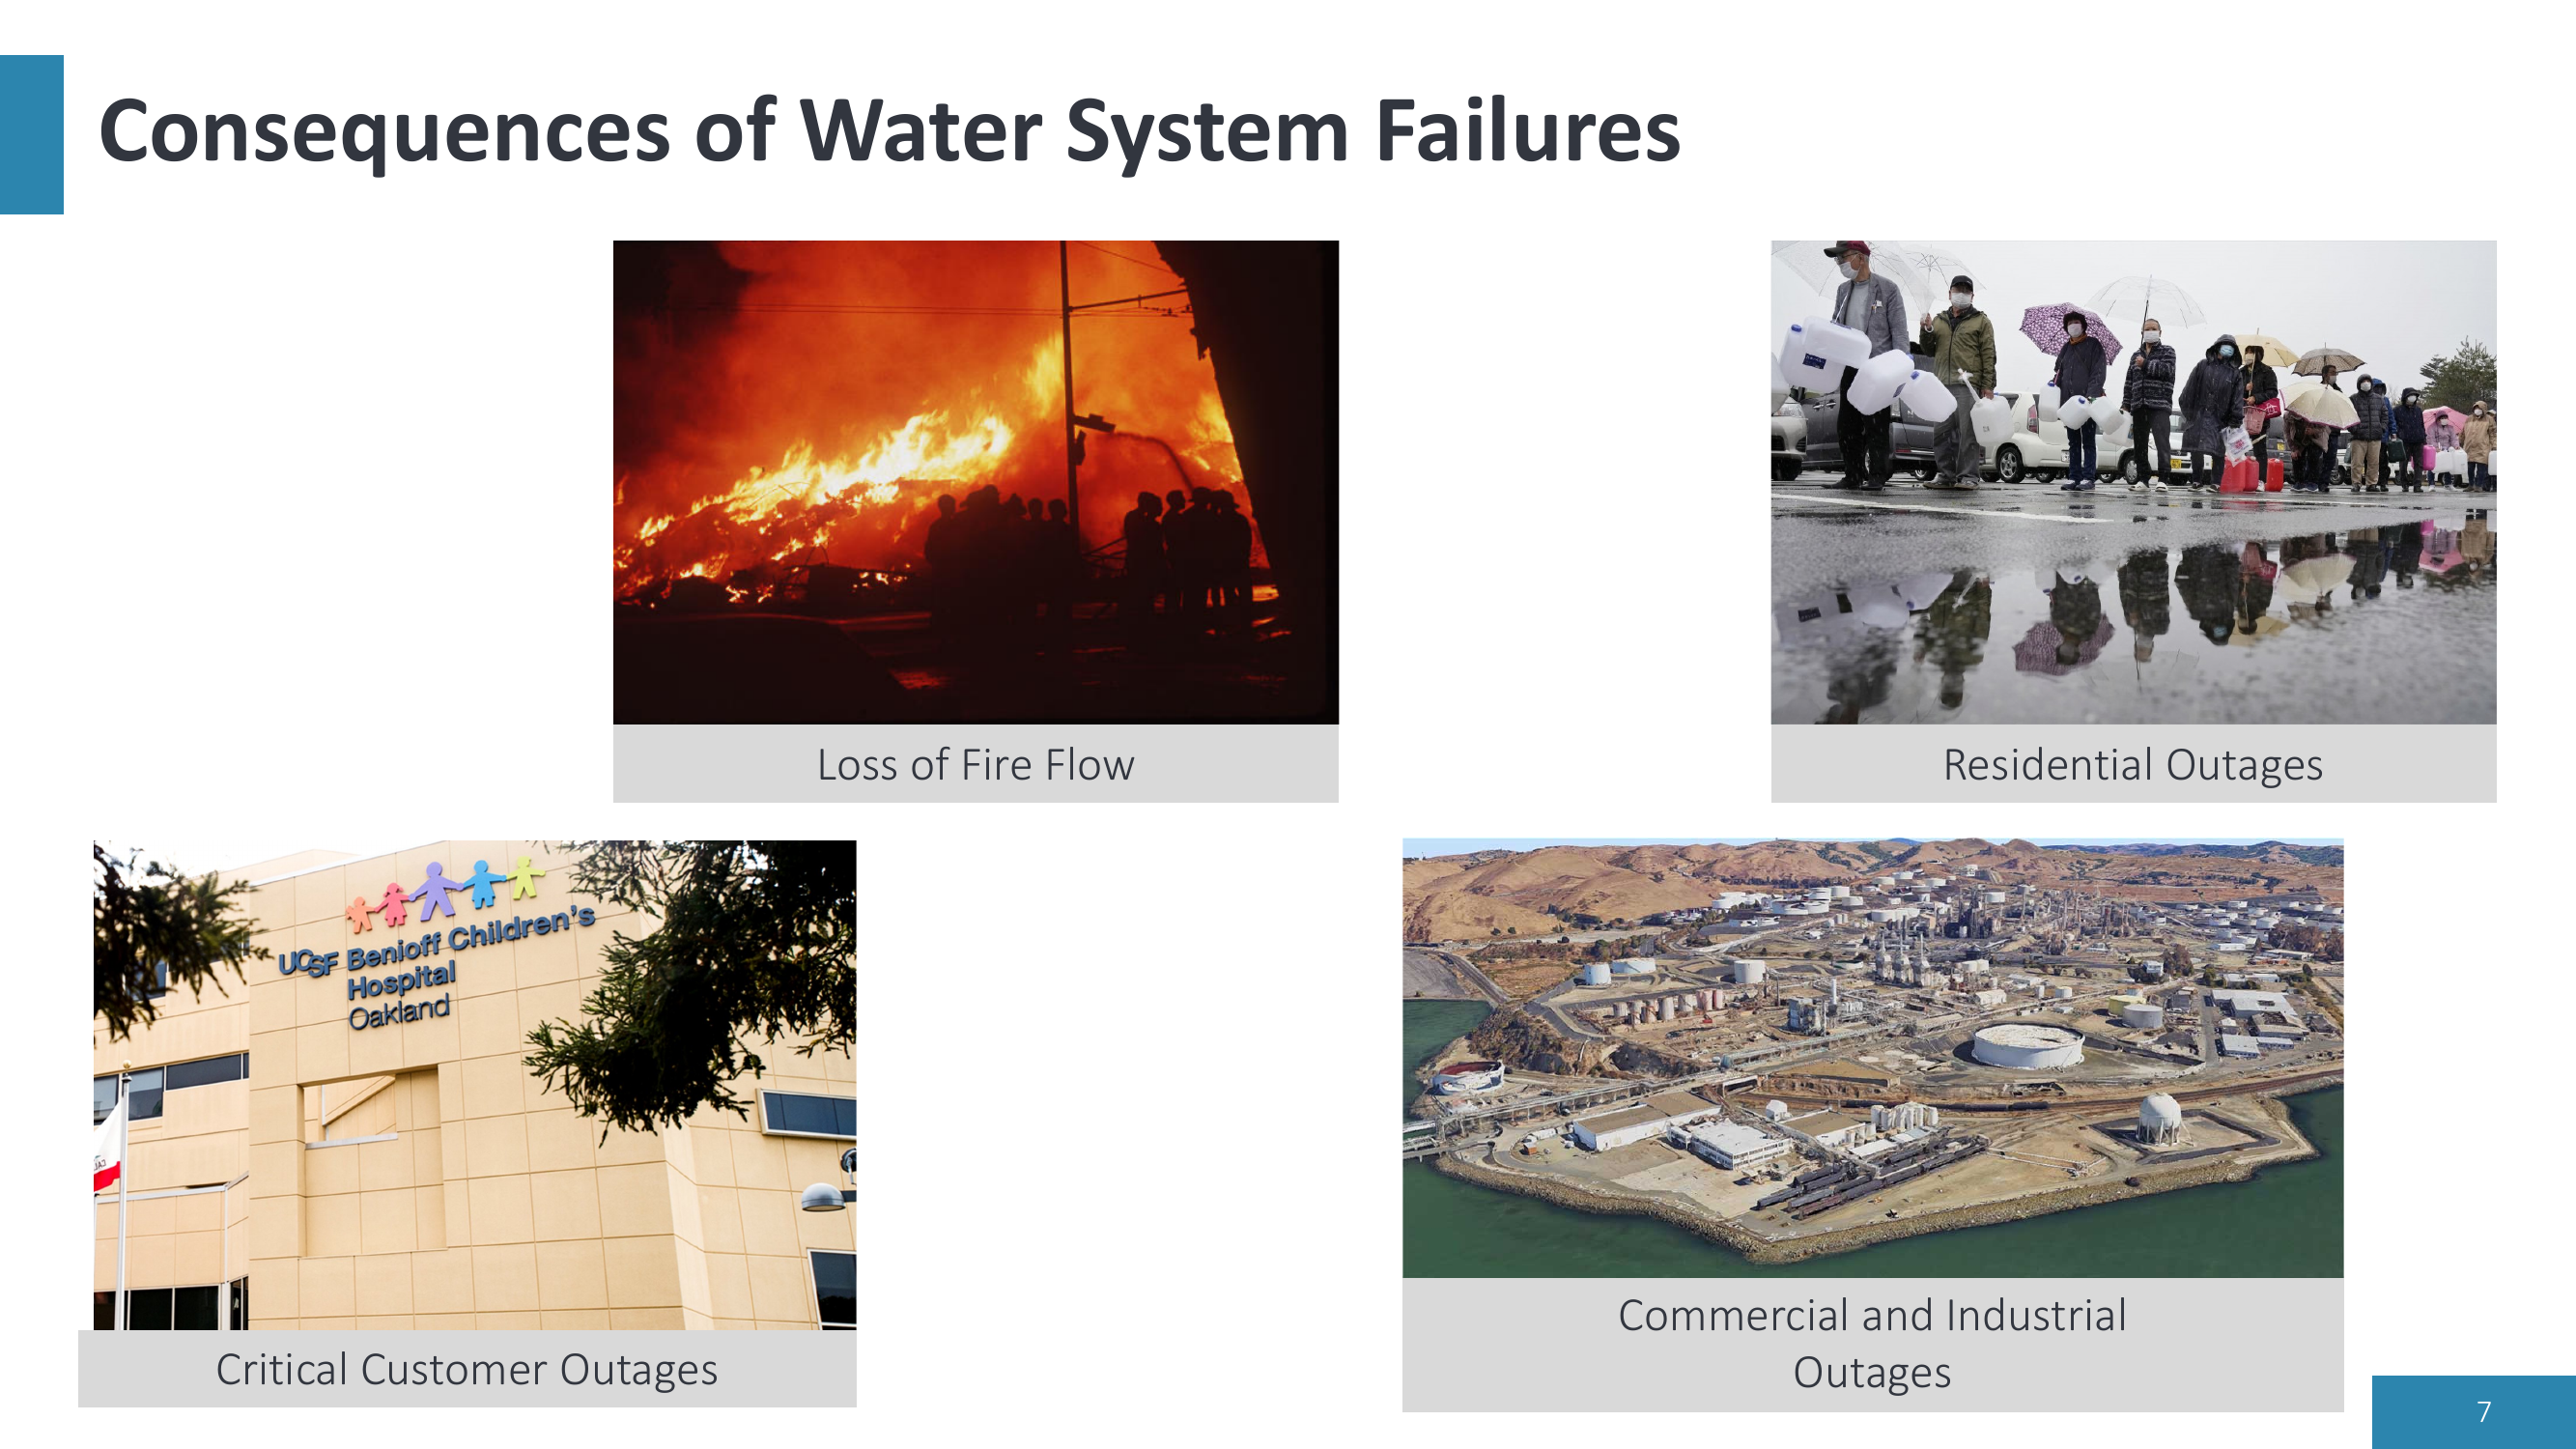 Consequences of Water System Failures
Loss of Fire Flow
Residential Outages
UCSF Benioff Children's
Hospital
Oakland
Critical Customer Outages
Commercial and Industrial
Outages
7